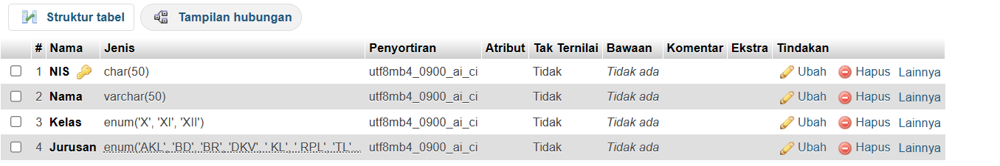 Struktur tabel Tampilan hubungan
# Nama Jenis Penyortiran Atribut Tak Ternilai Bawaan Komentar Ekstra Tindakan
1 NIS char(50) utf8mb4_0900_ai_ci Tidak Tidak ada Ubah Hapus Lainnya
2 Nama varchar(50) utf8mb4_0900_ai_ci Tidak Tidak ada Ubah Hapus Lainnya
3 Kelas enum('X', 'XI', 'XII') utf8mb4_0900_ai_ci Tidak Tidak ada Ubah Hapus Lainnya
4 Jurusan enum('AKL', 'BD', 'BR', 'DKV', ' KL', ' RPL', 'TL'... utf8mb4_0900_ai_ci Tidak Tidak ada Ubah Hapus Lainnya